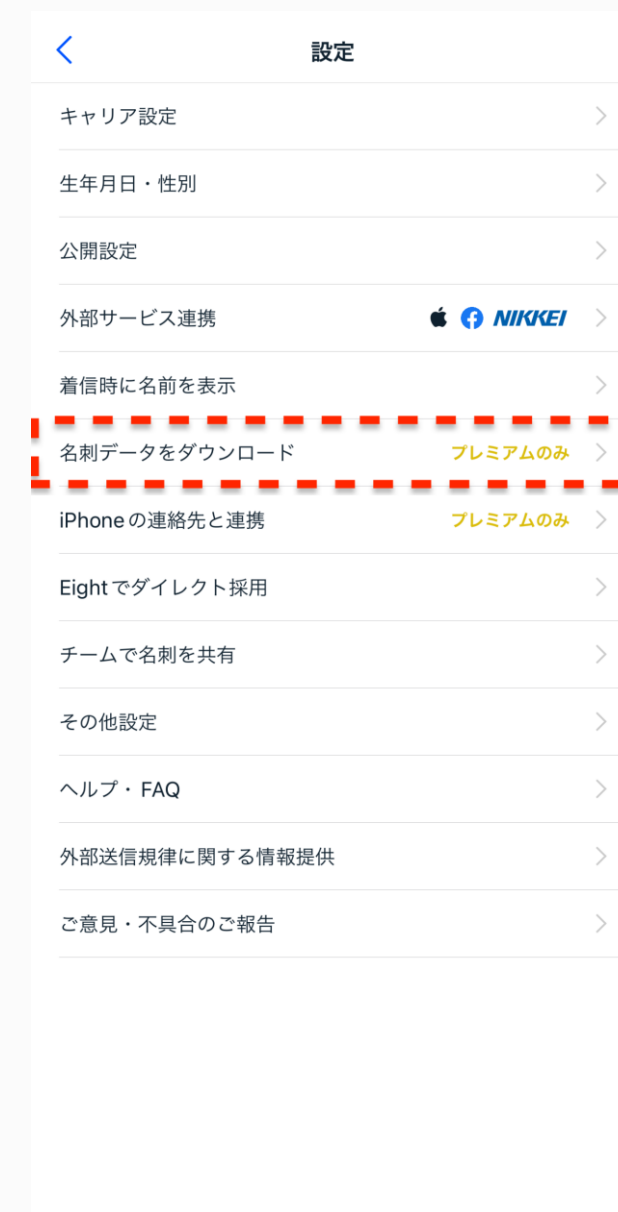 設定
キャリア設定
生年月日・性別
公開設定
外部サービス連携 NIKKEI
着信時に名前を表示
名刺データをダウンロード プレミアムのみ
iPhoneの連絡先と連携 プレミアムのみ
Eightでダイレクト採用
チームで名刺を共有
その他設定
ヘルプ・FAQ
外部送信規律に関する情報提供
ご意見・不具合のご報告